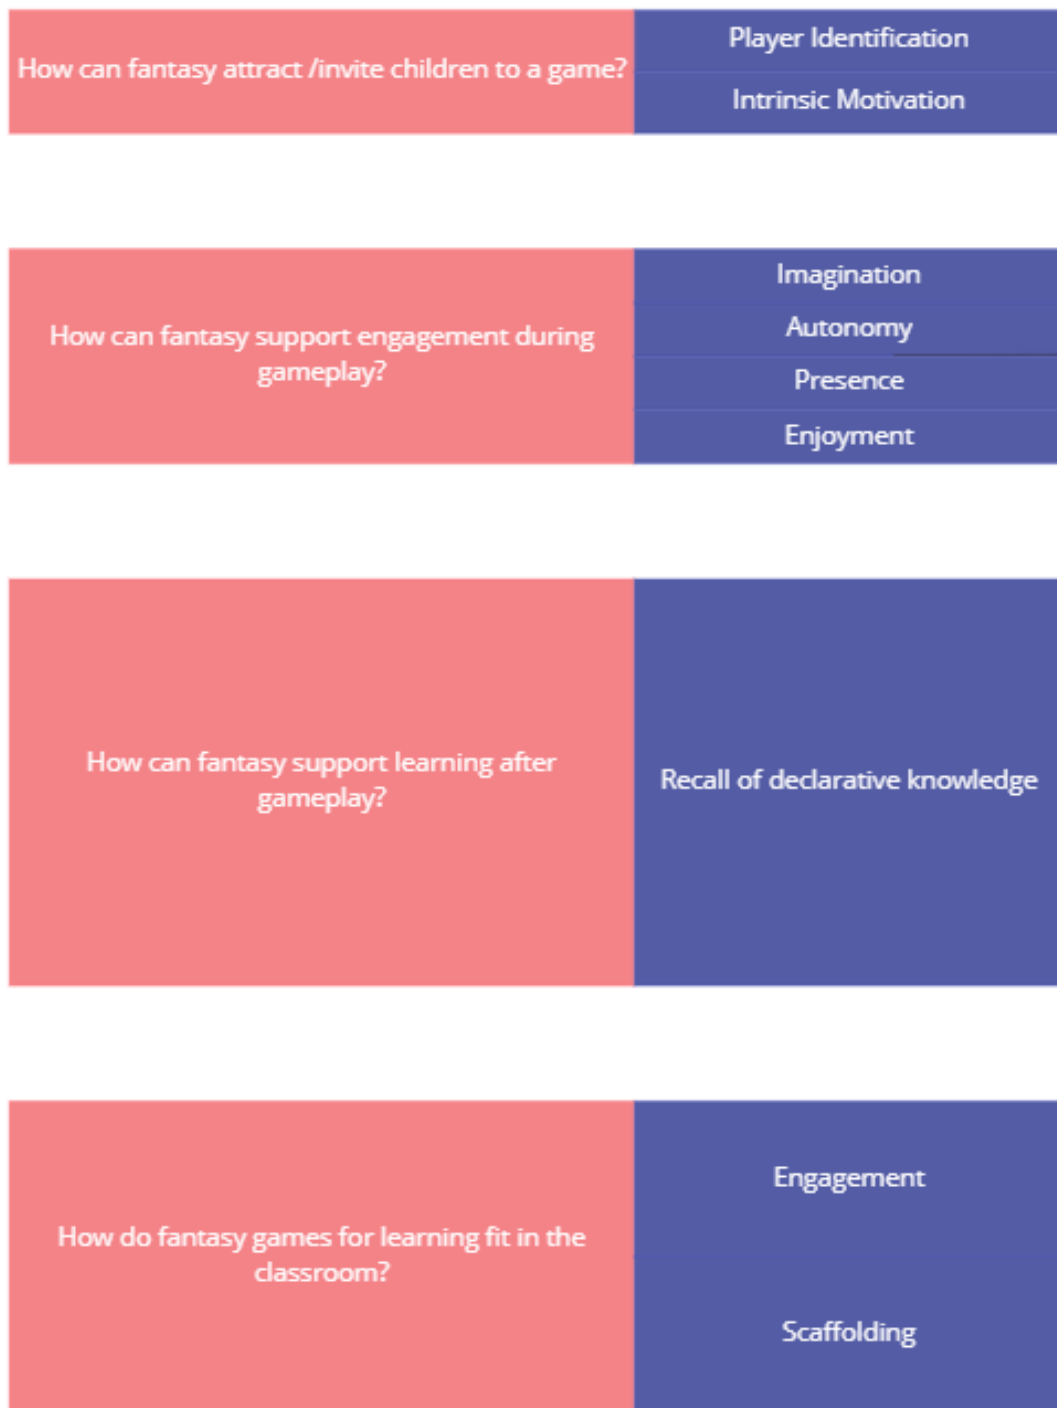 How can fantasy attract /invite children to a game?
Player Identification
Intrinsic Motivation
How can fantasy support engagement during
gameplay?
Imagination
Autonomy
Presence
Enjoyment
How can fantasy support learning after
gameplay?
Recall of declarative knowledge
How do fantasy games for learning fit in the
classroom?
Engagement
Scaffolding